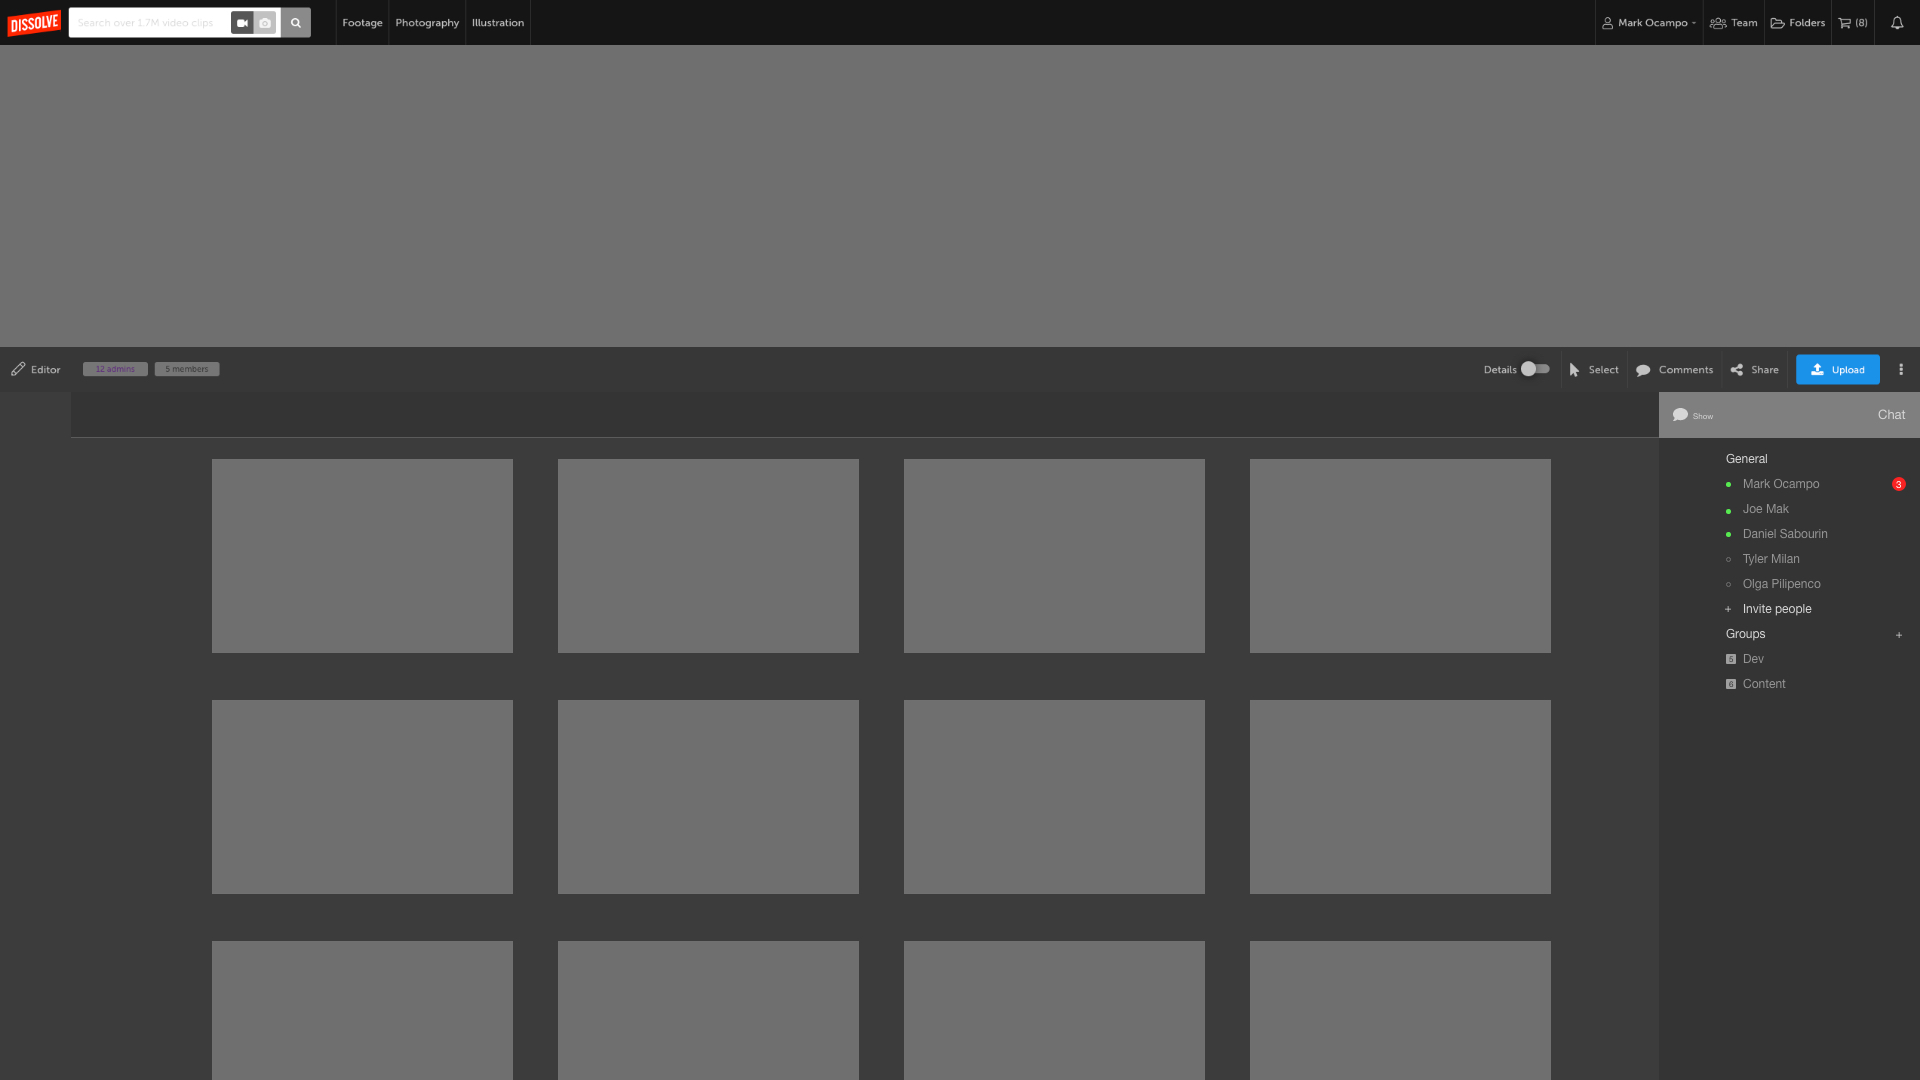 DISSOLVE
Search over 1.7M video clips
Footage
Photography
Illustration
Mark Ocampo
Team
Folders
(8)
Editor
12 admins
5 members
Details
Select
Comments
Share
Upload
Show
Chat
General
Mark Ocampo
3
Joe Mak
Daniel Sabourin
Tyler Milan
Olga Pilipenco
+ Invite people
Groups +
5 Dev
6 Content